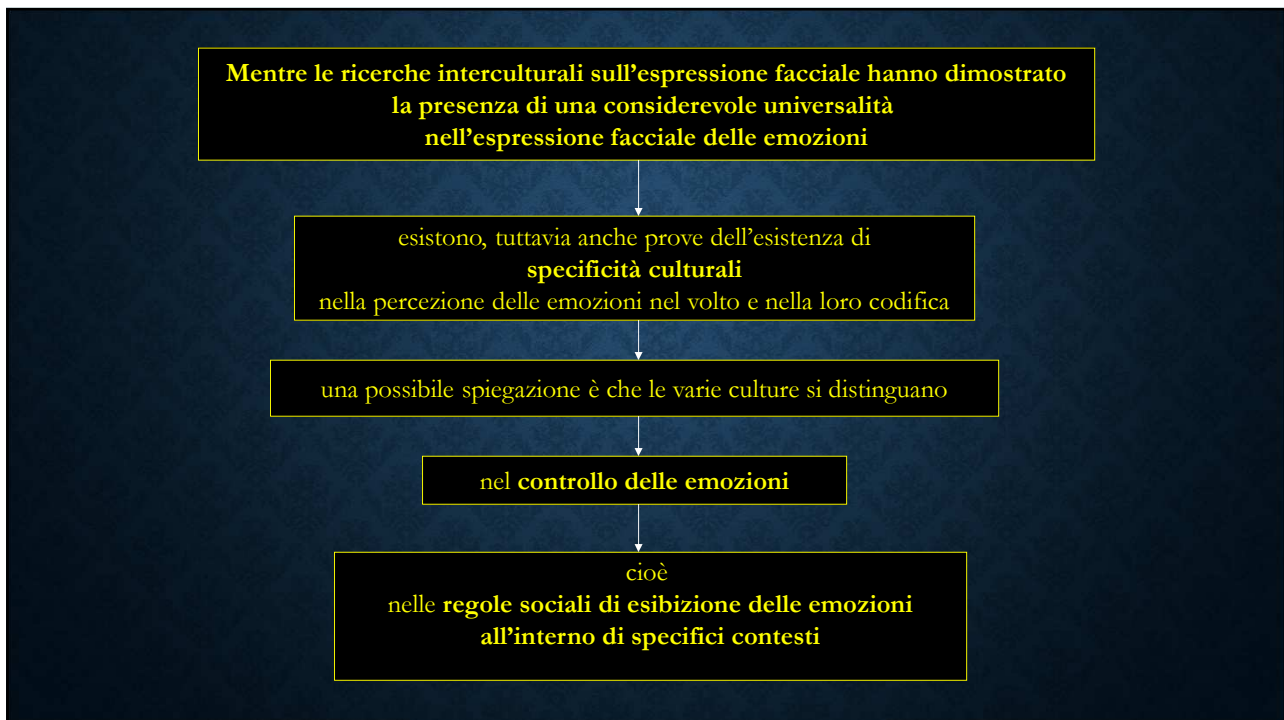 Mentre le ricerche interculturali sull’espressione facciale hanno dimostrato
la presenza di una considerevole universalità
nell’espressione facciale delle emozioni
esistono, tuttavia anche prove dell’esistenza di
specificità culturali
nella percezione delle emozioni nel volto e nella loro codifica
una possibile spiegazione è che le varie culture si distinguano
nel controllo delle emozioni
cioè
nelle regole sociali di esibizione delle emozioni
all’interno di specifici contesti